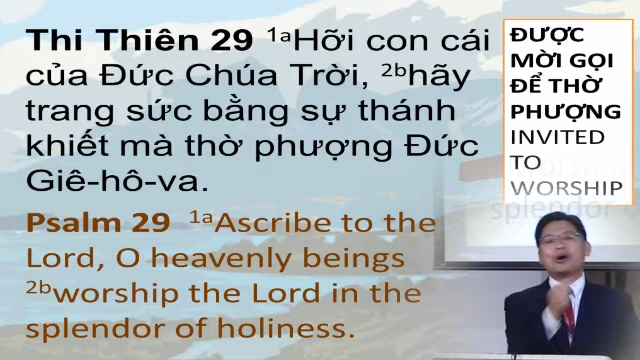 Thi Thiên 29 1aHỡi con cái
của Đức Chúa Trời, 2bhãy
trang sức bằng sự thánh
khiết mà thờ phượng Đức
Giê-hô-va.
Psalm 29 1aAscribe to the
Lord, O heavenly beings
2bworship the Lord in the
splendor of holiness.
ĐƯỢC
MỜI GỌI
ĐỂ THỜ
PHƯỢNG
INVITED
TO
WORSHIP
splendor